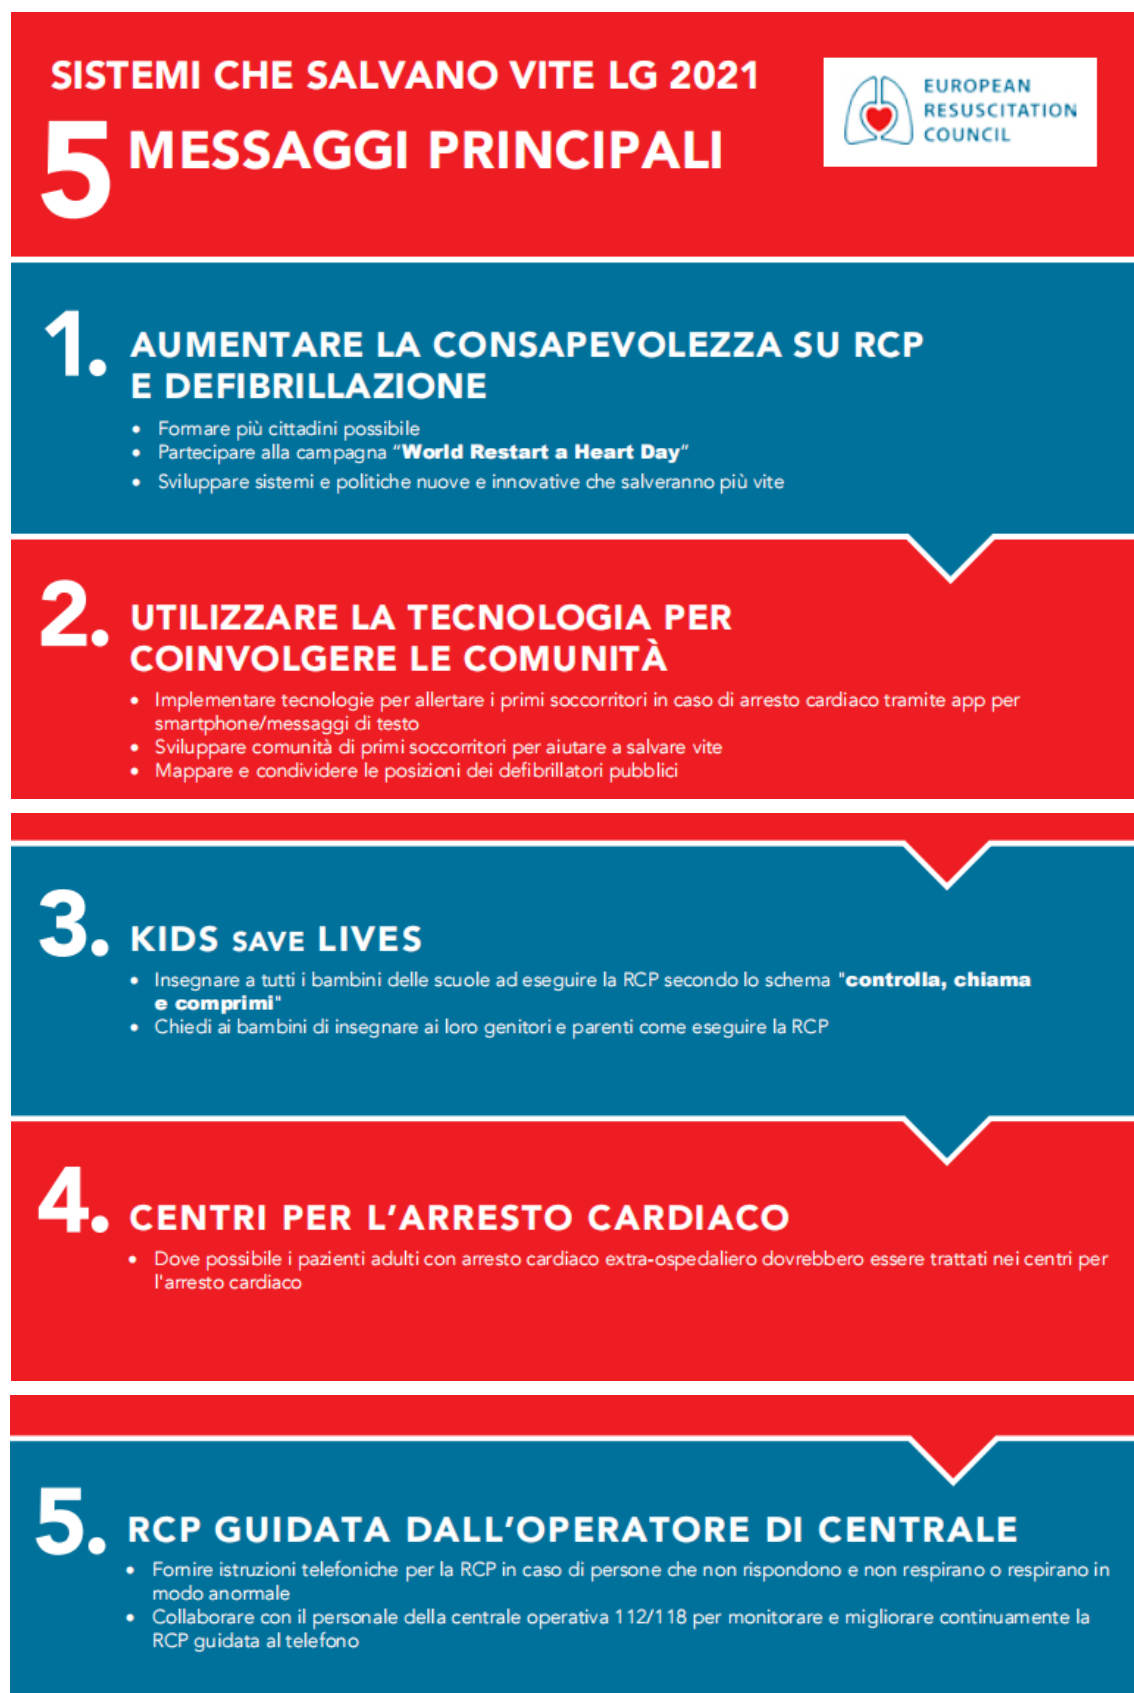 SISTEMI CHE SALVANO VITE LG 2021
5 MESSAGGI PRINCIPALI
EUROPEAN
RESUSCITATION
COUNCIL
1. AUMENTARE LA CONSAPEVOLEZZA SU RCP
E DEFIBRILLAZIONE
• Formare più cittadini possibile
• Partecipare alla campagna “World Restart a Heart Day”
• Sviluppare sistemi e politiche nuove e innovative che salveranno più vite
2. UTILIZZARE LA TECNOLOGIA PER
COINVOLGERE LE COMUNITÀ
• Implementare tecnologie per allertare i primi soccorritori in caso di arresto cardiaco tramite app per
smartphone/messaggi di testo
• Sviluppare comunità di primi soccorritori per aiutare a salvare vite
• Mappare e condividere le posizioni dei defibrillatori pubblici
3. KIDS SAVE LIVES
• Insegnare a tutti i bambini delle scuole ad eseguire la RCP secondo lo schema "controlla, chiama
e comprimi"
• Chiedi ai bambini di insegnare ai loro genitori e parenti come eseguire la RCP
4. CENTRI PER L’ARRESTO CARDIACO
• Dove possibile i pazienti adulti con arresto cardiaco extra-ospedaliero dovrebbero essere trattati nei centri per
l'arresto cardiaco
5. RCP GUIDATA DALL’OPERATORE DI CENTRALE
• Fornire istruzioni telefoniche per la RCP in caso di persone che non rispondono e non respirano o respirano in
modo anormale
• Collaborare con il personale della centrale operativa 112/118 per monitorare e migliorare continuamente la
RCP guidata al telefono